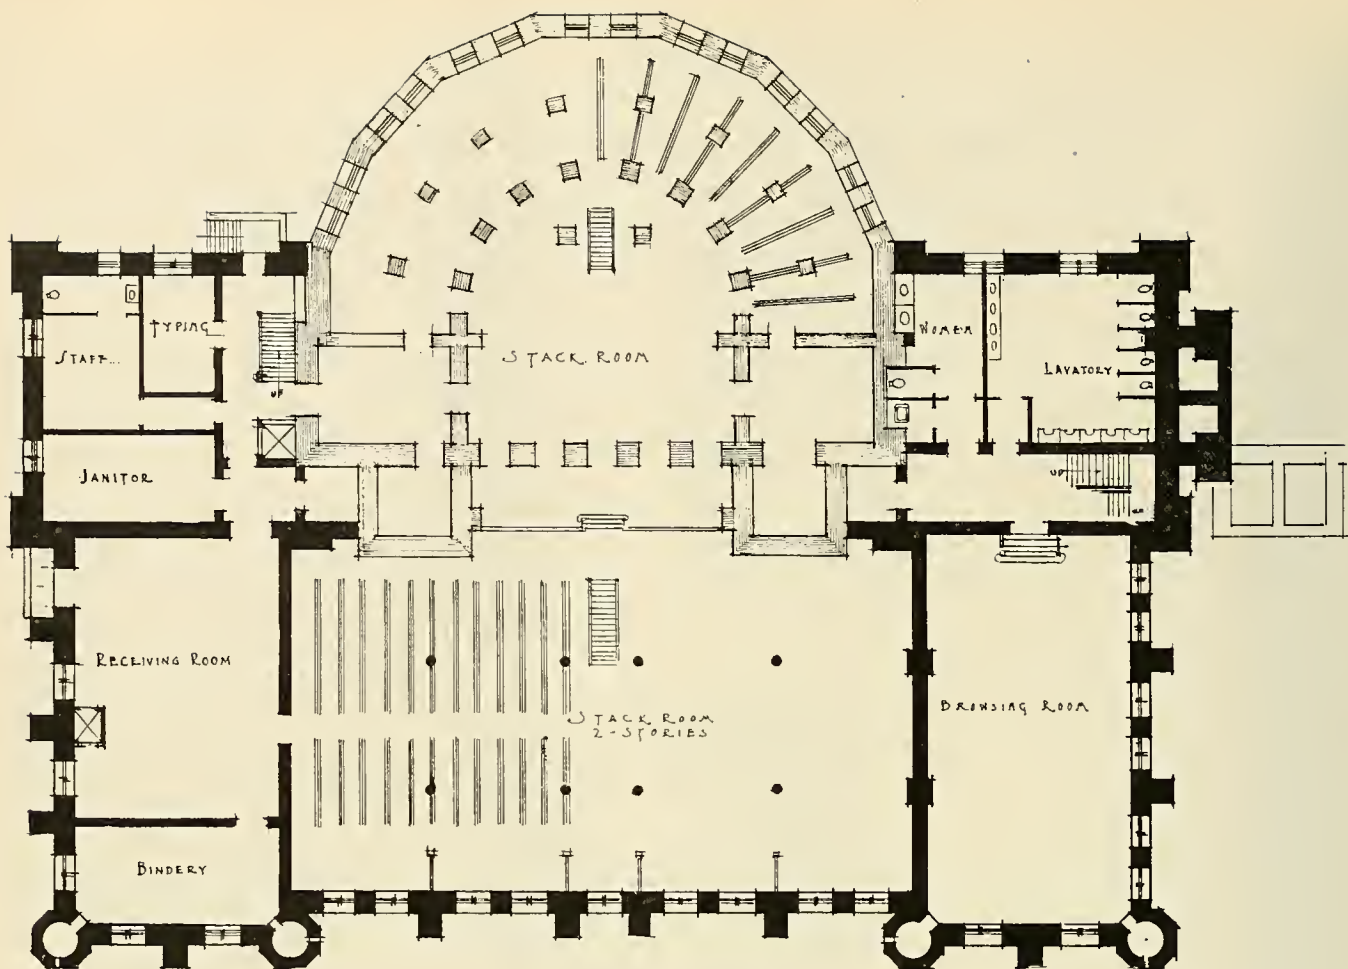 TYPING
STAFF...
STACK ROOM
WOMEN
LAVATORY
UP
JANITOR
UP
RECEIVING ROOM
STACK ROOM
2-STORIES
BROWSING ROOM
BINDERY